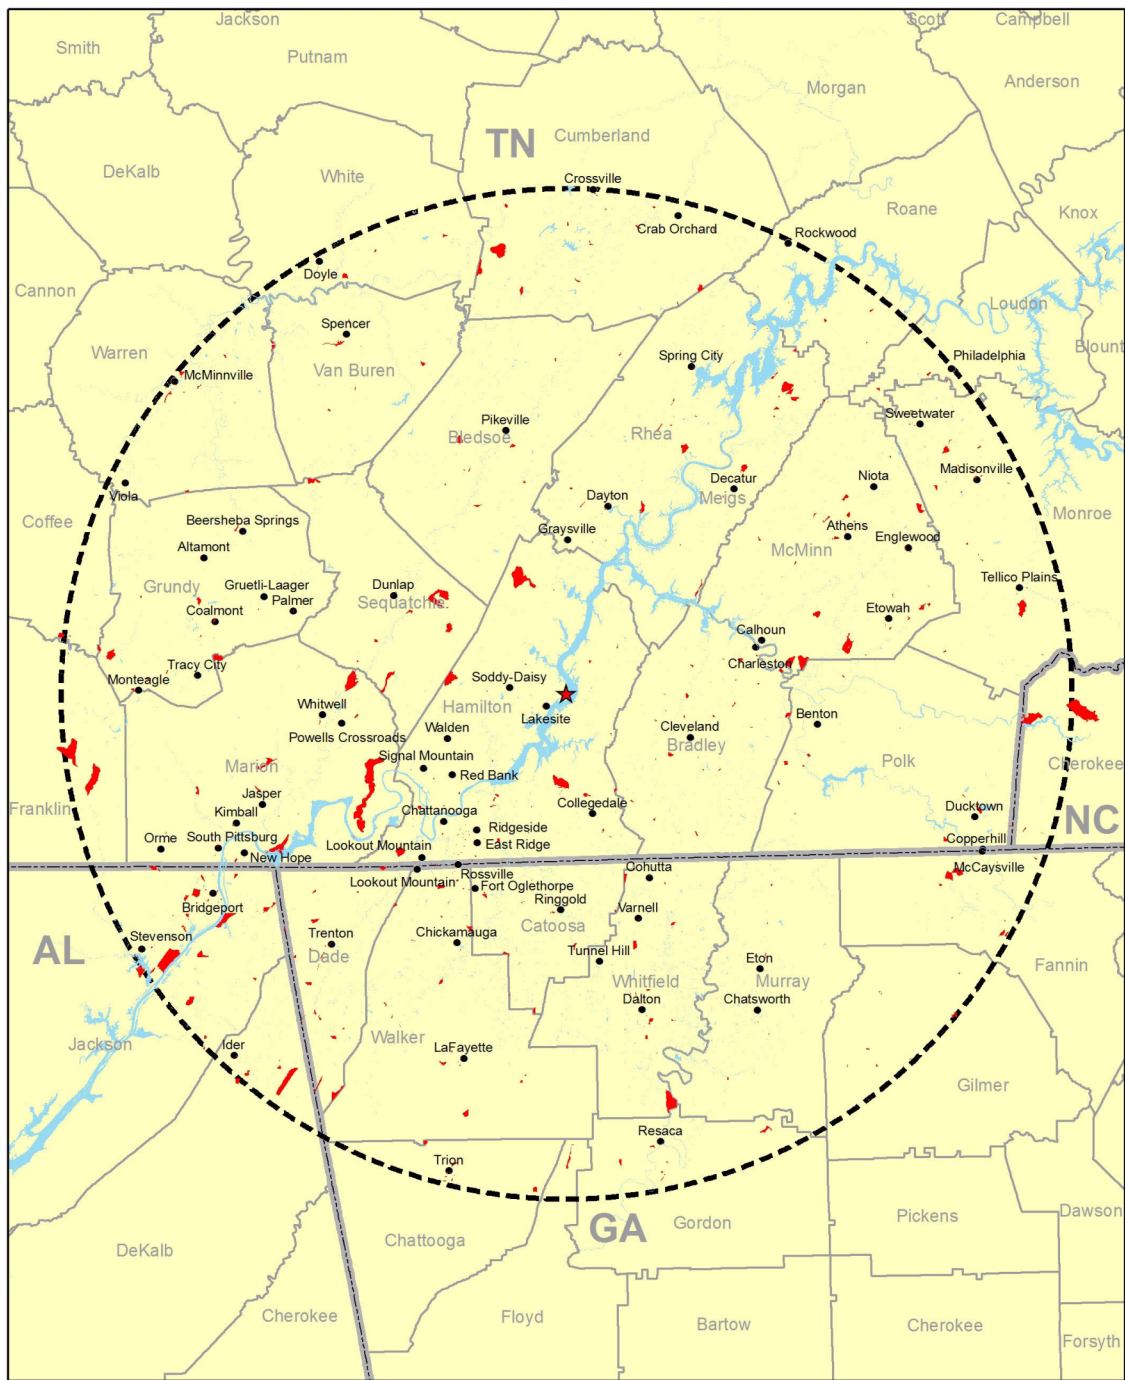 Jackson
Scott
Campbell
Smith
Putnam
Anderson
Morgan
TN
Cumberland
DeKalb
White
Crossville
Roane
Knox
Crab Orchard
Rockwood
Doyle
Cannon
Loudon
Spencer
Warren
Van Buren
Spring City
Philadelphia
Blount
McMinnville
Pikeville
Bledsoe
Rhea
Sweetwater
Viola
Decatur
Meigs
Niota
Madisonville
Coffee
Dayton
Monroe
Beersheba Springs
Graysville
Athens
Englewood
Altamont
McMinn
Grundy
Gruetli-Laager
Dunlap
Sequatchie
Tellico Plains
Palmer
Coalmont
Etowah
Calhoun
Charleston
Tracy City
Monteagle
Soddy-Daisy
Whitwell
Hamilton
Lakesite
Benton
Powells Crossroads
Walden
Cleveland
Bradley
Signal Mountain
Marion
Red Bank
Polk
Cherokee
Jasper
Franklin
Kimball
Chattanooga
Collegedale
Ducktown
NC
Orme
South Pittsburg
Ridgeside
East Ridge
Copperhill
New Hope
Lookout Mountain
Rossville
McCaysville
Lookout Mountain
Fort Oglethorpe
Cohutta
Bridgeport
Ringgold
Varnell
Catoosa
AL
Stevenson
Trenton
Dade
Chickamauga
Tunnel Hill
Eton
Fannin
Whitfield
Murray
Dalton
Chatsworth
Jackson
Walker
Ider
LaFayette
Gilmer
Resaca
Trion
GA
Gordon
Pickens
Dawson
DeKalb
Chattooga
Cherokee
Floyd
Bartow
Cherokee
Forsyth